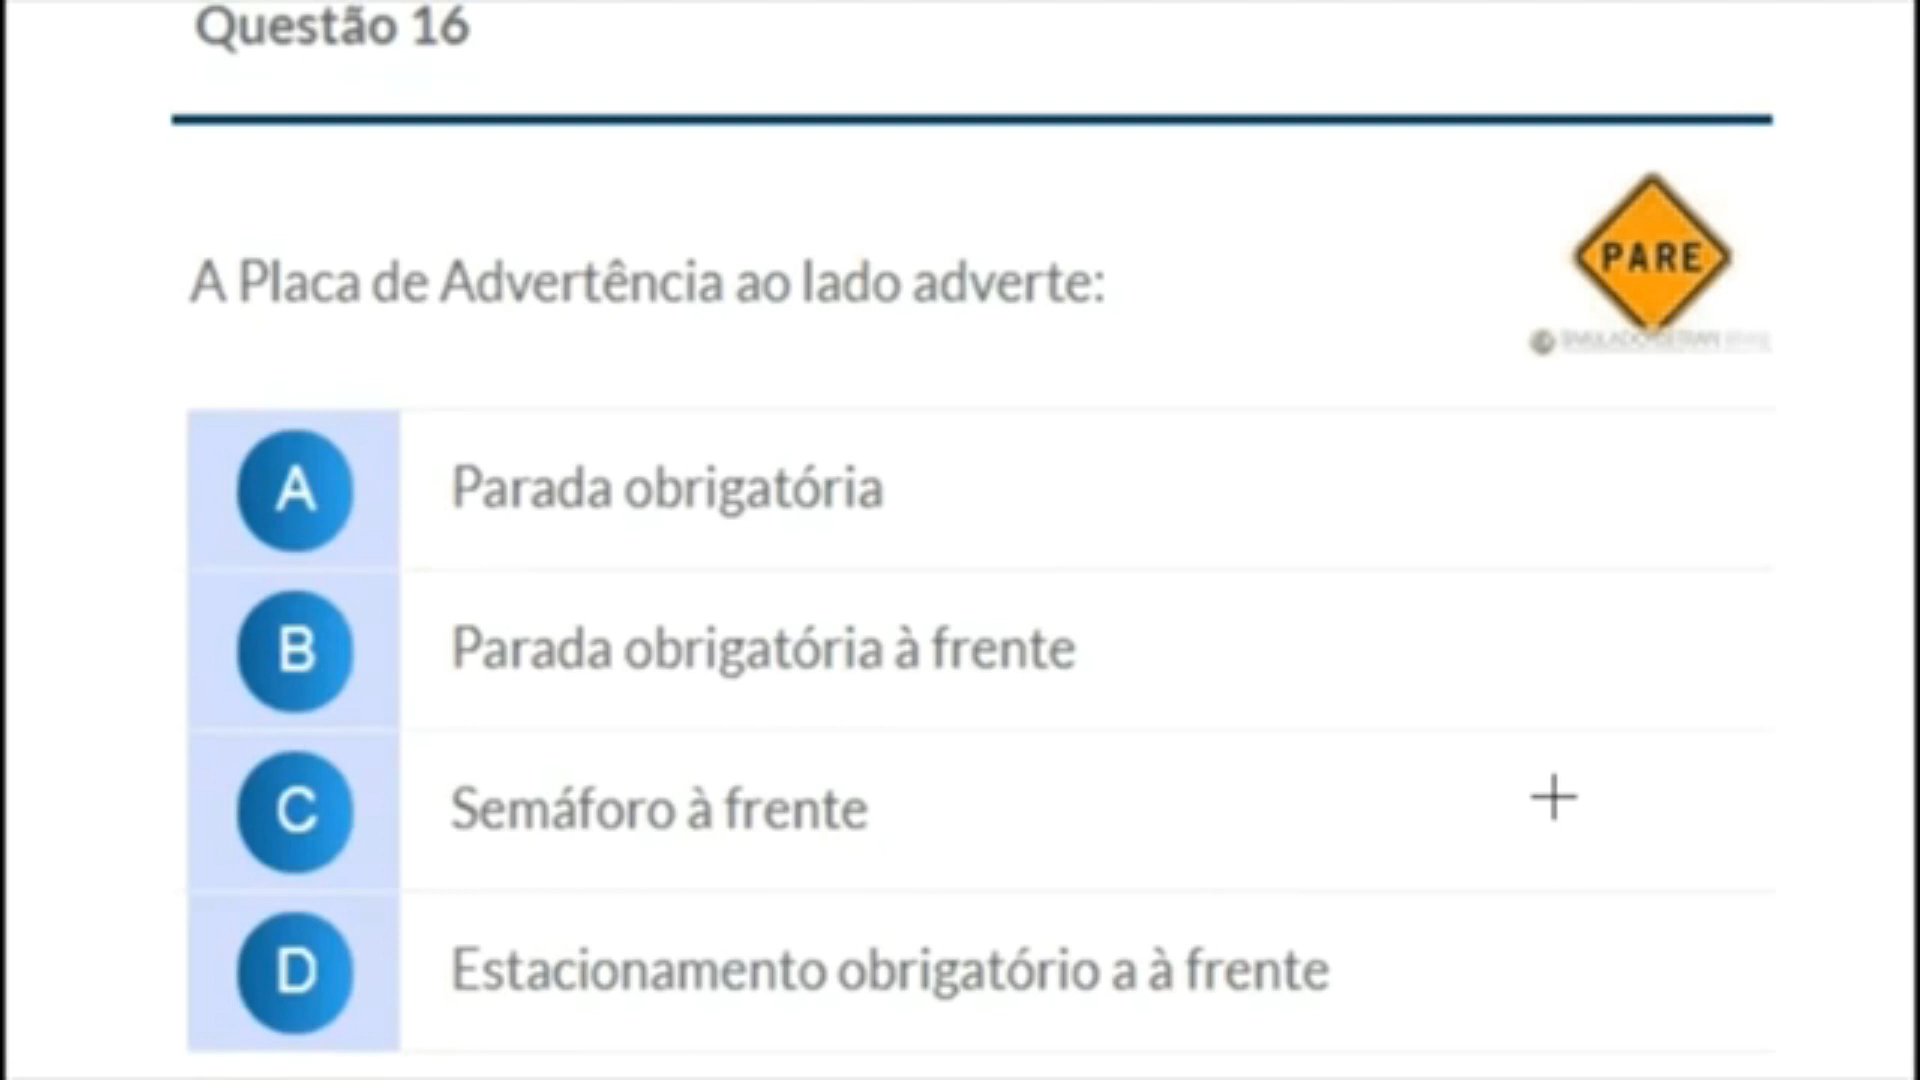 Questão 16
PARE
A Placa de Advertência ao lado adverte:
A Parada obrigatória
B Parada obrigatória à frente
C Semáforo à frente
D Estacionamento obrigatório a à frente